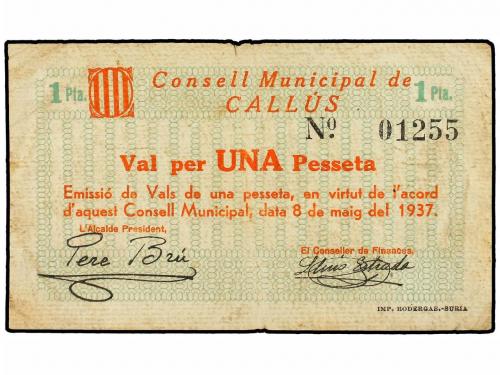 1 Pta.
Consell Municipal de
CALLÚS
1 Pta.
Nº 01255
Val per UNA Pesseta
Emissió de Vals de una pesseta, en virtut de l'acord
d'aquest Consell Municipal, data 8 de maig del 1937.
L'Alcalde President,
El Conseller de Finances,
Pere Brú
Lluís Estrada
IMP. RODERGAS.-SURIA